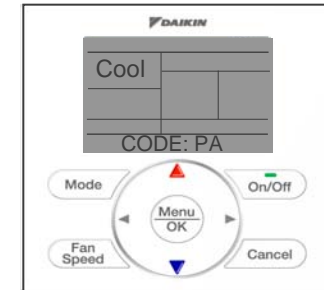 DAIKIN
Cool
CODE: PA
Mode
On/Off
Menu
OK
Fan
Speed
Cancel